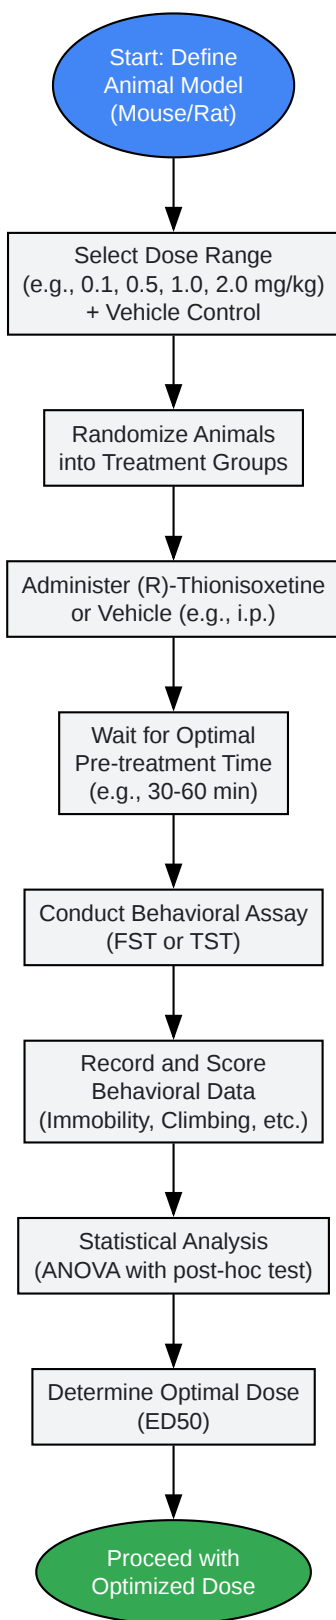 Start: Define
Animal Model
(Mouse/Rat)
Select Dose Range
(e.g., 0.1, 0.5, 1.0, 2.0 mg/kg)
+ Vehicle Control
Randomize Animals
into Treatment Groups
Administer (R)-Thionisoxetine
or Vehicle (e.g., i.p.)
Wait for Optimal
Pre-treatment Time
(e.g., 30-60 min)
Conduct Behavioral Assay
(FST or TST)
Record and Score
Behavioral Data
(Immobility, Climbing, etc.)
Statistical Analysis
(ANOVA with post-hoc test)
Determine Optimal Dose
(ED50)
Proceed with
Optimized Dose